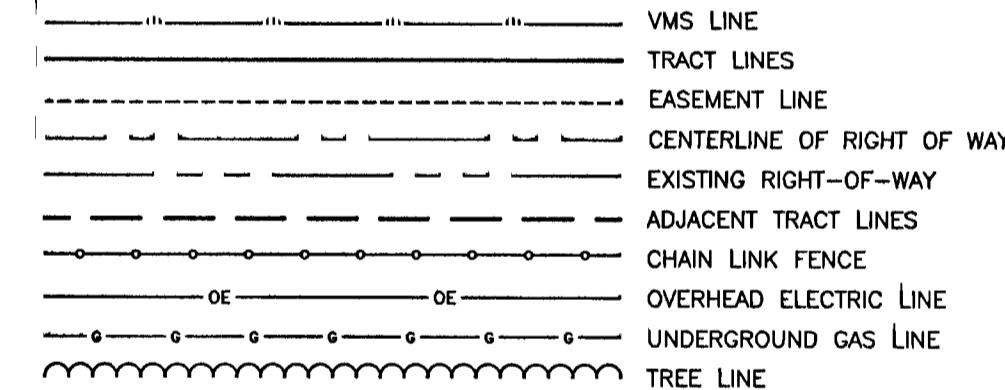 VMS LINE
TRACT LINES
EASEMENT LINE
CENTERLINE OF RIGHT OF WAY
EXISTING RIGHT-OF-WAY
ADJACENT TRACT LINES
CHAIN LINK FENCE
OE OE OVERHEAD ELECTRIC LINE
G G G G G G G UNDERGROUND GAS LINE
TREE LINE